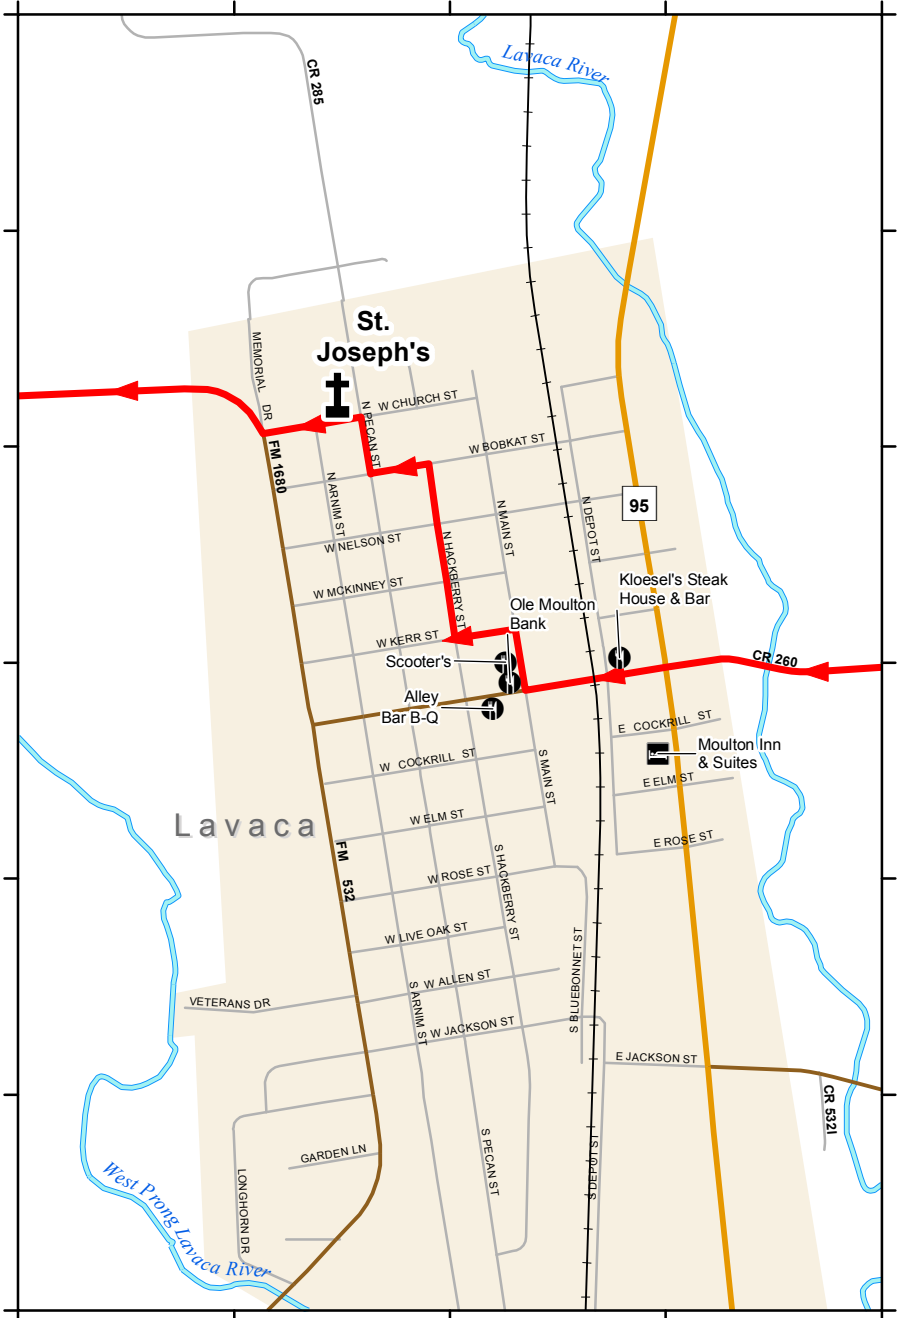 Lavaca River
CR 285
St.
Joseph's
MEMORIAL DR
N PECAN ST
W CHURCH ST
W BOBKAT ST
FM 1680
N ARNIM ST
W NELSON ST
N MAIN ST
N DEPOT ST
95
N HACKBERRY ST
W MCKINNEY ST
Kloesel's Steak
House & Bar
Ole Moulton
Bank
W KERR ST
Scooter's
CR 260
Alley
Bar B-Q
E COCKRILL ST
Moulton Inn
& Suites
W COCKRILL ST
S MAIN ST
E ELM ST
W ELM ST
Lavaca
E ROSE ST
FM 532
W ROSE ST
S HACKBERRY ST
W LIVE OAK ST
S BLUEBONNET ST
W ALLEN ST
VETERANS DR
S ARNIM ST
W JACKSON ST
E JACKSON ST
CR 532I
GARDEN LN
S PECAN ST
S DEPOT ST
LONGHORN DR
West Prong Lavaca River